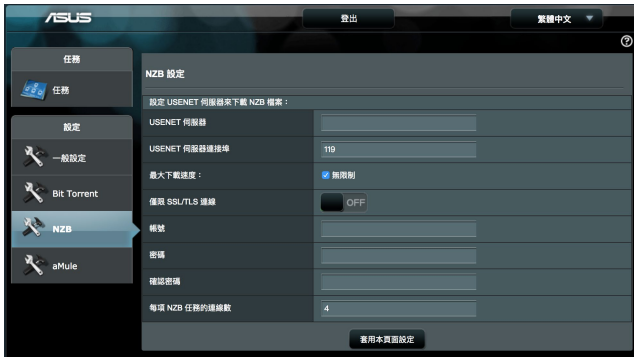 ASUS
登出
繁體中文
?
任務
任務
設定
一般設定
Bit Torrent
NZB
aMule
NZB 設定
設定 USENET 伺服器來下載 NZB 檔案：
USENET 伺服器
USENET 伺服器連接埠 119
最大下載速度： 無限制
僅限 SSL/TLS 連線 OFF
帳號
密碼
確認密碼
每項 NZB 任務的連線數 4
套用本頁面設定